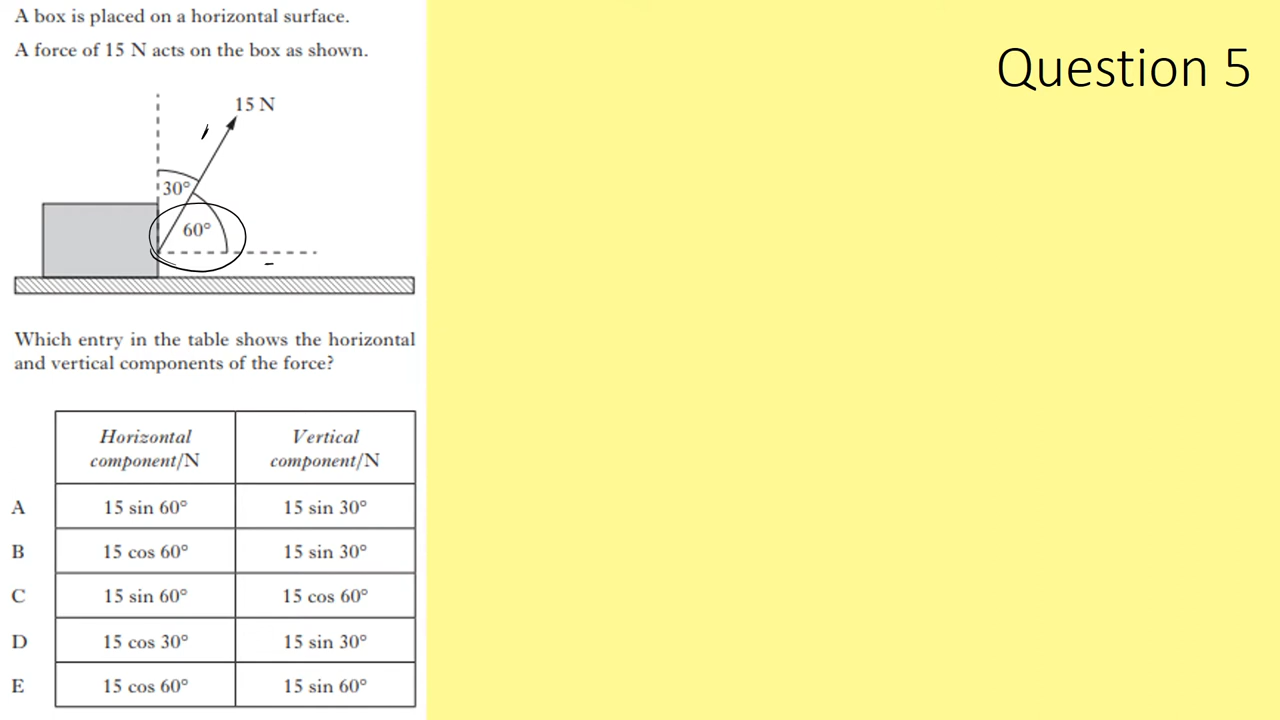 A box is placed on a horizontal surface.
A force of 15 N acts on the box as shown.
Question 5
15 N
30°
60°
Which entry in the table shows the horizontal
and vertical components of the force?
Horizontal component/N Vertical component/N
A 15 sin 60° 15 sin 30°
B 15 cos 60° 15 sin 30°
C 15 sin 60° 15 cos 60°
D 15 cos 30° 15 sin 30°
E 15 cos 60° 15 sin 60°